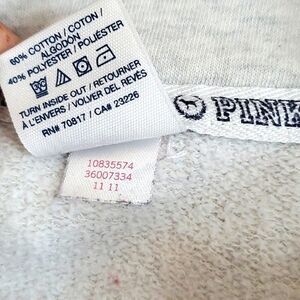 60% COTTON / COTON /
ALGODÓN
40% POLYESTER / POLIÉSTER
TURN INSIDE OUT / RETOURNER
À L'ENVERS / VOLVER DEL REVÉS
RN# 70817 / CA# 23226
PINK
10835574
36007334
11 11